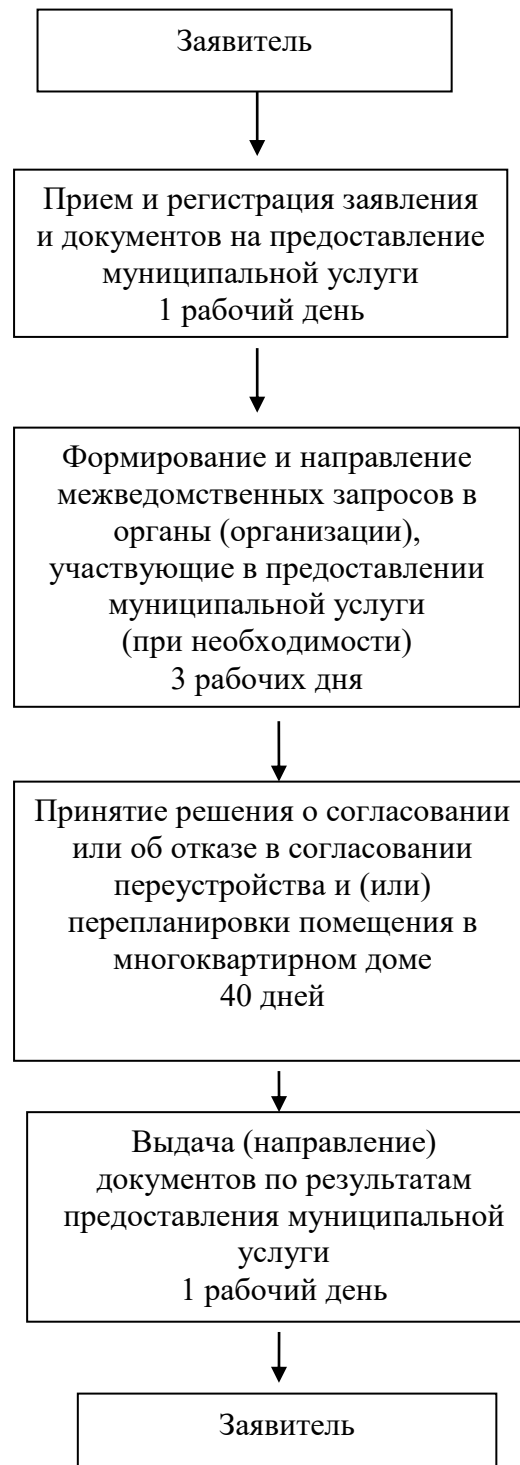 Заявитель
Прием и регистрация заявления
и документов на предоставление
муниципальной услуги
1 рабочий день
Формирование и направление
межведомственных запросов в
органы (организации),
участвующие в предоставлении
муниципальной услуги
(при необходимости)
3 рабочих дня
Принятие решения о согласовании
или об отказе в согласовании
переустройства и (или)
перепланировки помещения в
многоквартирном доме
40 дней
Выдача (направление)
документов по результатам
предоставления муниципальной
услуги
1 рабочий день
Заявитель